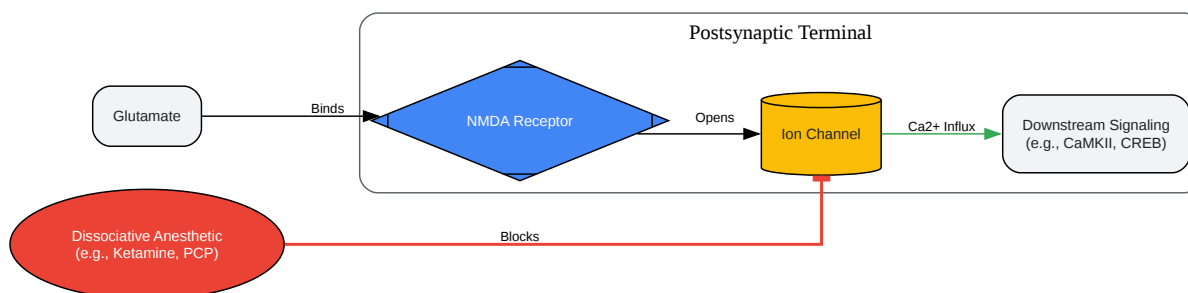 Postsynaptic Terminal
Glutamate
Binds
NMDA Receptor
Opens
Ion Channel
Ca2+ Influx
Downstream Signaling
(e.g., CaMKII, CREB)
Dissociative Anesthetic
(e.g., Ketamine, PCP)
Blocks